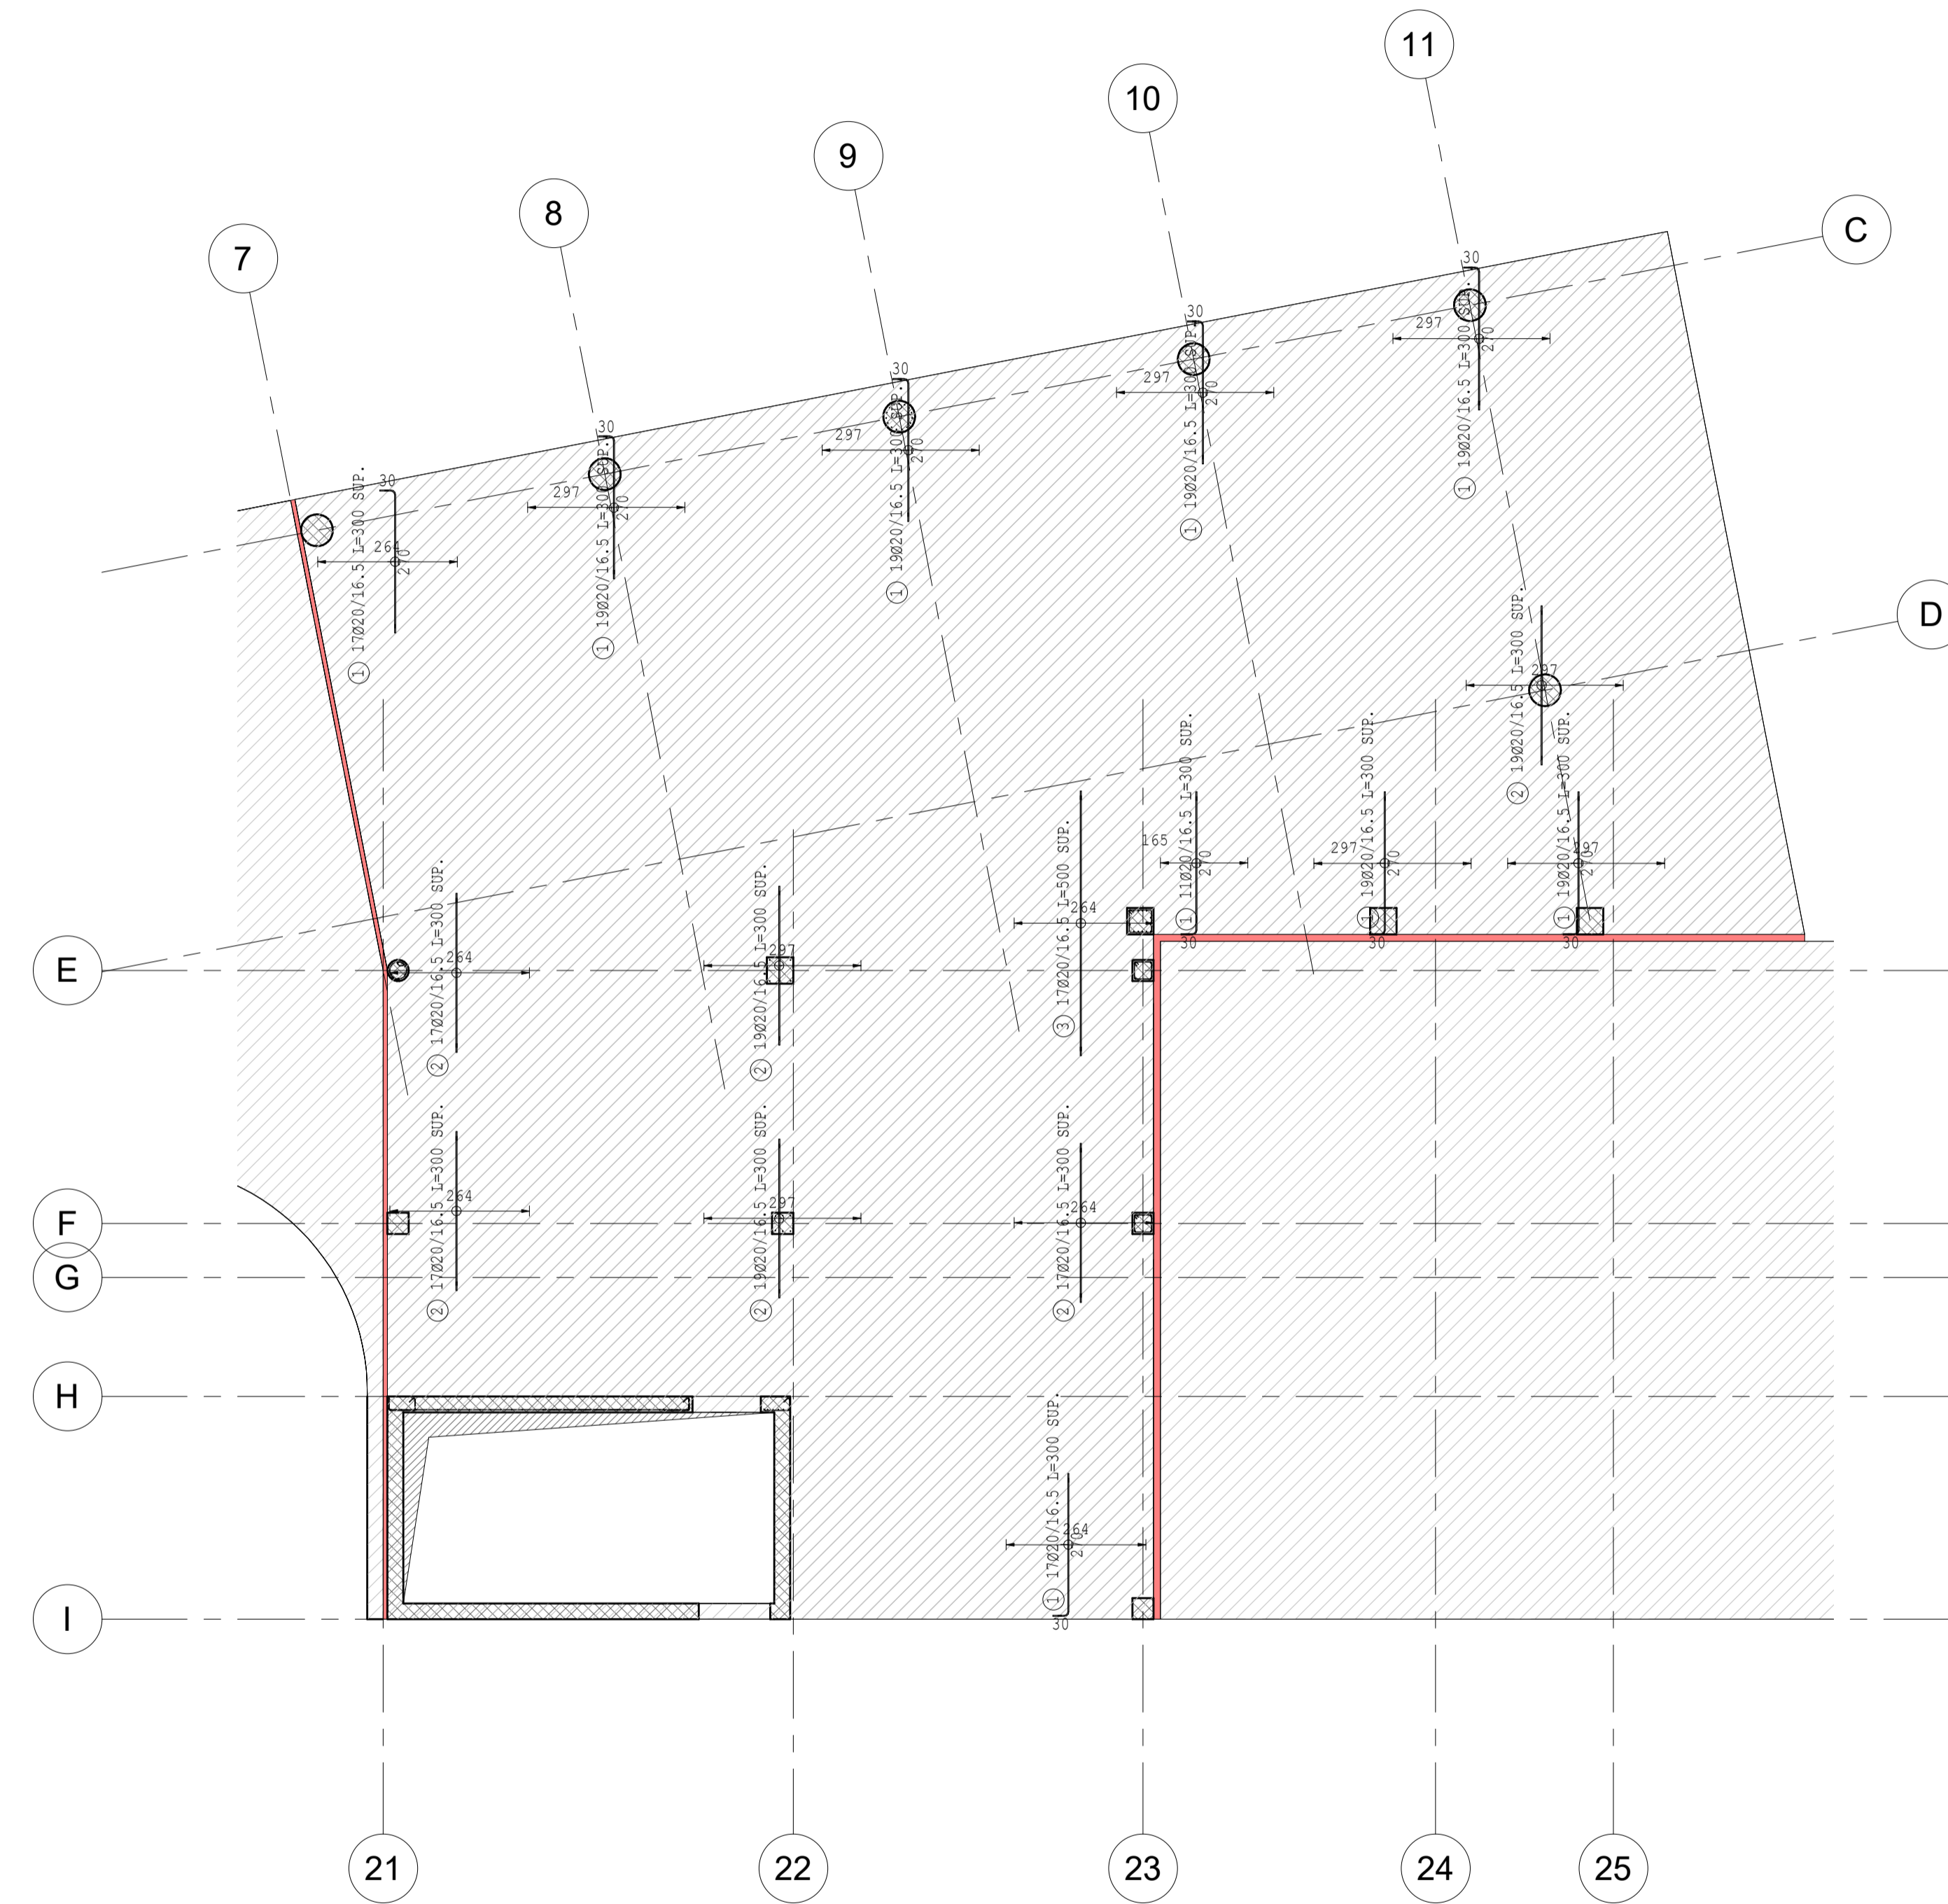 11
10
9
8
7
C
D
30
① 19Ø20/16.5 L=300 SUP.
297
270
30
① 19Ø20/16.5 L=300 SUP.
297
270
30
① 19Ø20/16.5 L=300 SUP.
297
270
30
① 19Ø20/16.5 L=300 SUP.
297
270
30
① 17Ø20/16.5 L=300 SUP.
264
270
② 19Ø20/16.5 L=300 SUP.
297
① 11Ø20/16.5 L=300 SUP.
165
270
30
① 19Ø20/16.5 L=300 SUP.
297
270
30
① 19Ø20/16.5 L=300 SUP.
297
270
30
E
② 17Ø20/16.5 L=300 SUP.
264
② 19Ø20/16.5 L=300 SUP.
297
③ 17Ø20/16.5 L=500 SUP.
264
F
② 17Ø20/16.5 L=300 SUP.
264
② 19Ø20/16.5 L=300 SUP.
297
② 17Ø20/16.5 L=300 SUP.
264
G
H
① 17Ø20/16.5 L=300 SUP.
264
270
30
I
21
22
23
24
25